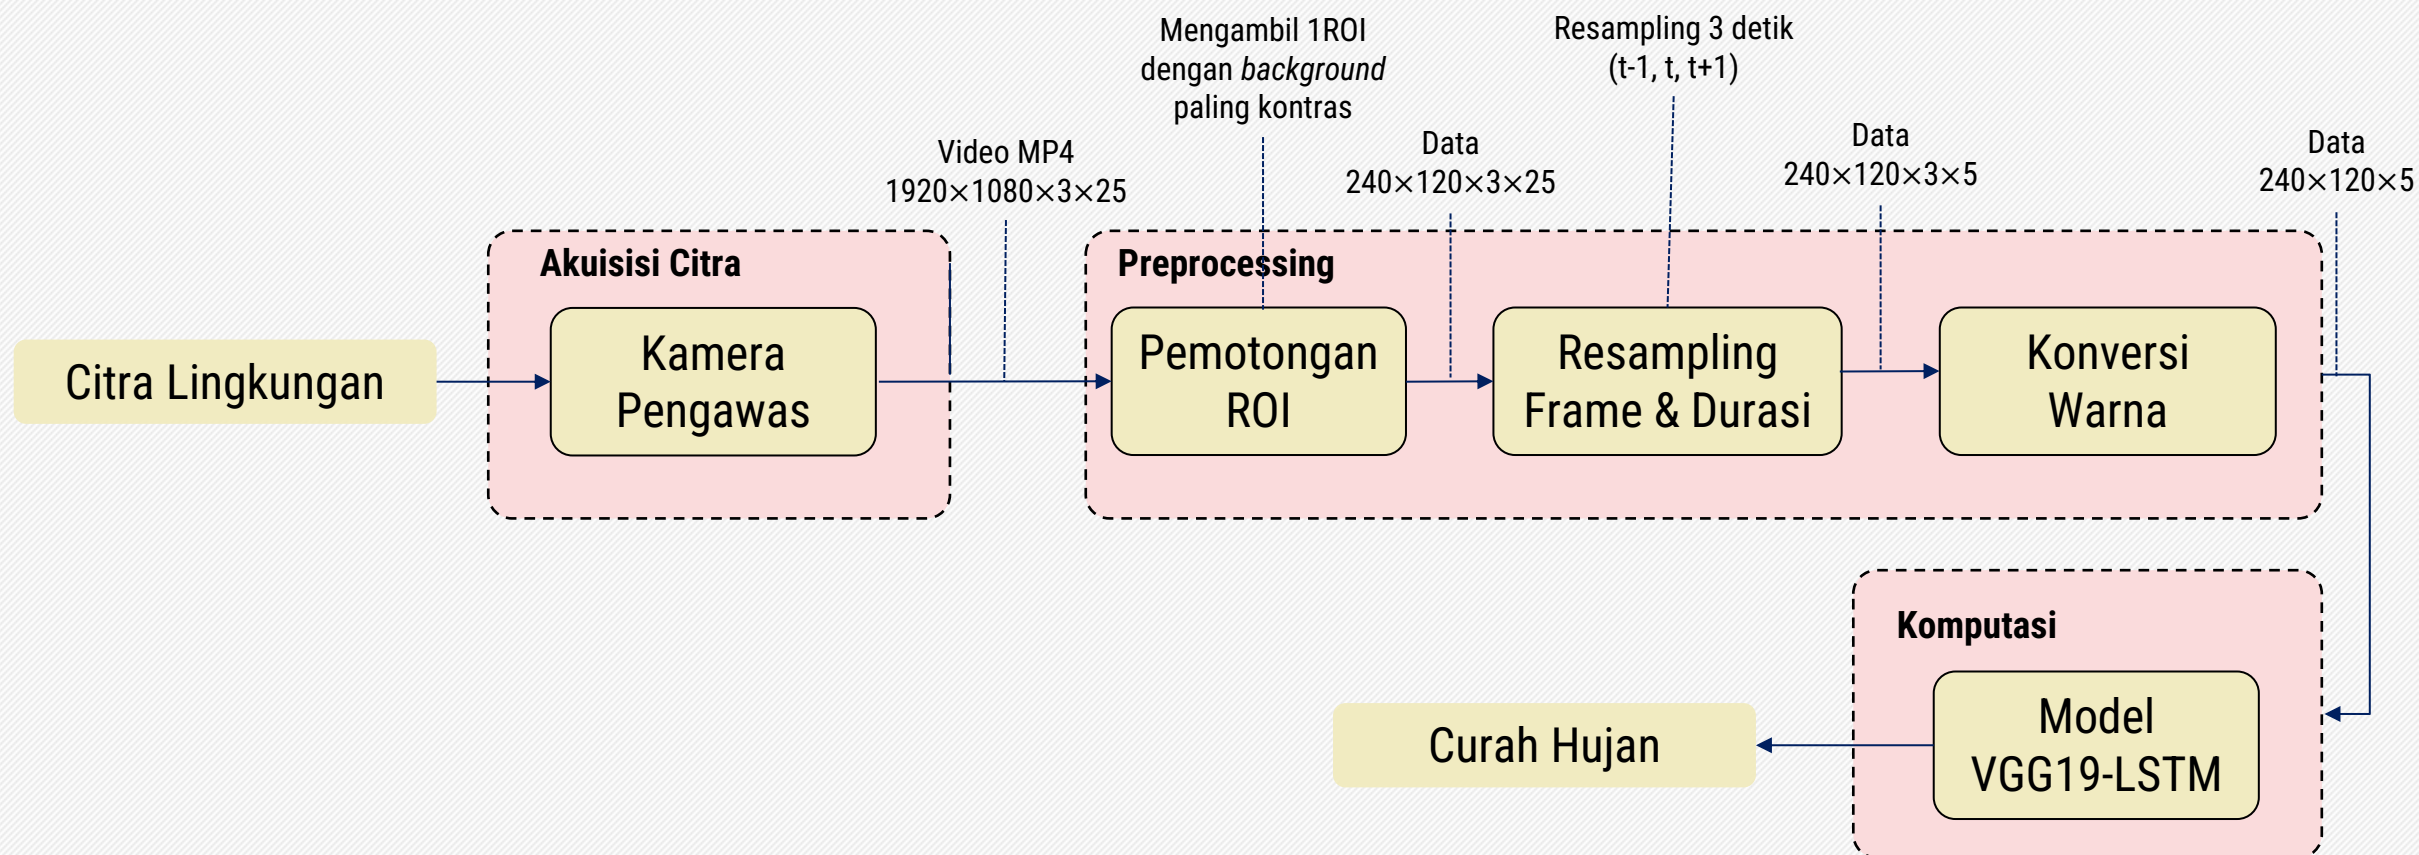 Mengambil 1ROI
dengan background
paling kontras
Resampling 3 detik
(t-1, t, t+1)
Video MP4
1920×1080×3×25
Data
240×120×3×25
Data
240×120×3×5
Data
240×120×5
Akuisisi Citra
Preprocessing
Citra Lingkungan
Kamera
Pengawas
Pemotongan
ROI
Resampling
Frame & Durasi
Konversi
Warna
Komputasi
Model
VGG19-LSTM
Curah Hujan